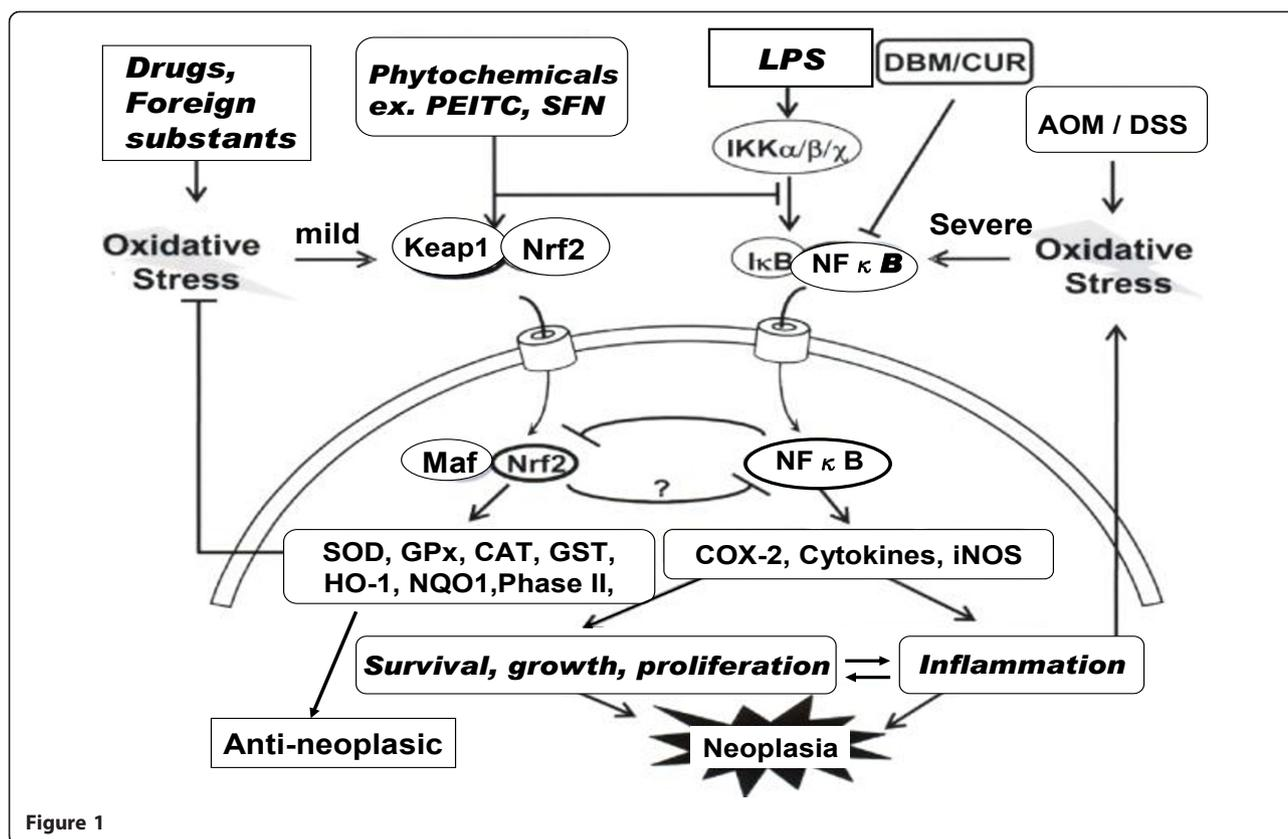 Drugs,
Foreign
substants
Phytochemicals
ex. PEITC, SFN
LPS
DBM/CUR
AOM / DSS
IKKα/β/χ
Oxidative
Stress
mild
Keap1
Nrf2
IκB
NF κ B
Severe
Oxidative
Stress
Maf
Nrf2
?
NF κ B
SOD, GPx, CAT, GST,
HO-1, NQO1,Phase II,
COX-2, Cytokines, iNOS
Survival, growth, proliferation
Inflammation
Anti-neoplasic
Neoplasia
Figure 1